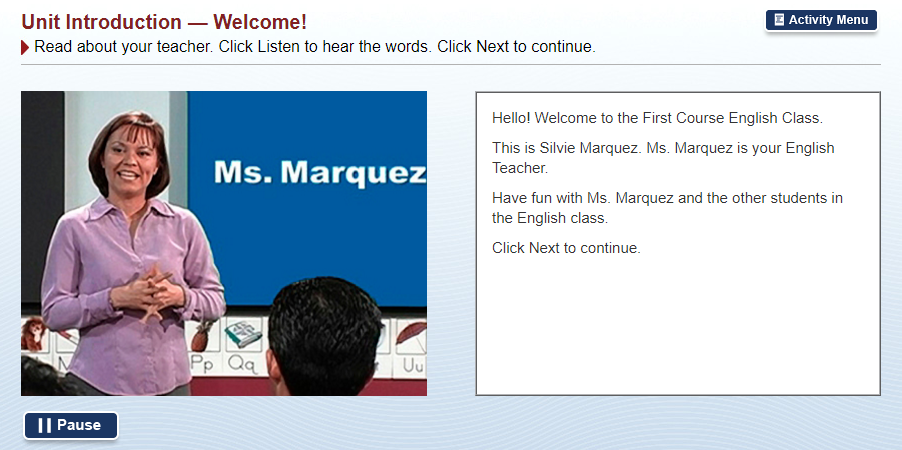 Unit Introduction — Welcome!
Activity Menu
Read about your teacher. Click Listen to hear the words. Click Next to continue.
Ms. Marquez
Pp Qq Uu
Hello! Welcome to the First Course English Class.
This is Silvie Marquez. Ms. Marquez is your English
Teacher.
Have fun with Ms. Marquez and the other students in
the English class.
Click Next to continue.
Pause